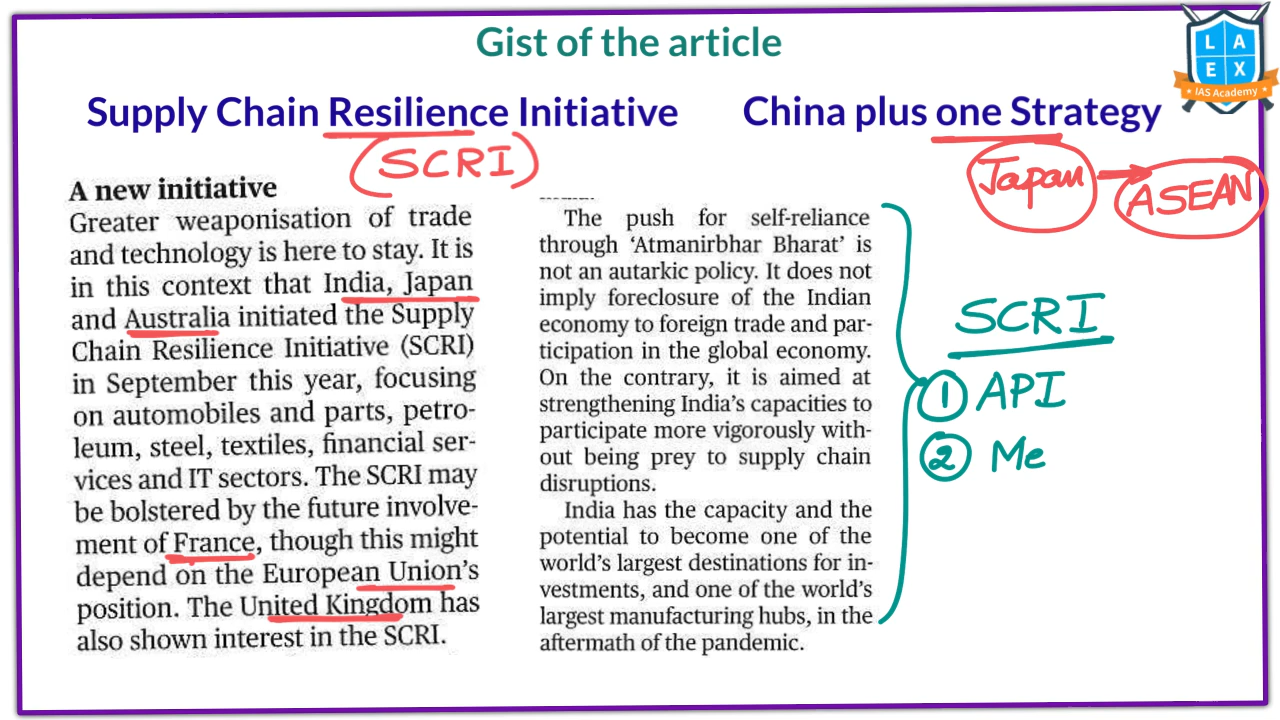 Gist of the article
L A
E X
IAS Academy
Supply Chain Resilience Initiative
China plus one Strategy
(SCRI)
Japan → ASEAN
A new initiative
Greater weaponisation of trade
and technology is here to stay. It is
in this context that India, Japan
and Australia initiated the Supply
Chain Resilience Initiative (SCRI)
in September this year, focusing
on automobiles and parts, petro-
leum, steel, textiles, financial ser-
vices and IT sectors. The SCRI may
be bolstered by the future involve-
ment of France, though this might
depend on the European Union's
position. The United Kingdom has
also shown interest in the SCRI.
The push for self-reliance
through 'Atmanirbhar Bharat' is
not an autarkic policy. It does not
imply foreclosure of the Indian
economy to foreign trade and par-
ticipation in the global economy.
On the contrary, it is aimed at
strengthening India's capacities to
participate more vigorously with-
out being prey to supply chain
disruptions.
India has the capacity and the
potential to become one of the
world's largest destinations for in-
vestments, and one of the world's
largest manufacturing hubs, in the
aftermath of the pandemic.
SCRI
1 API
2 Me